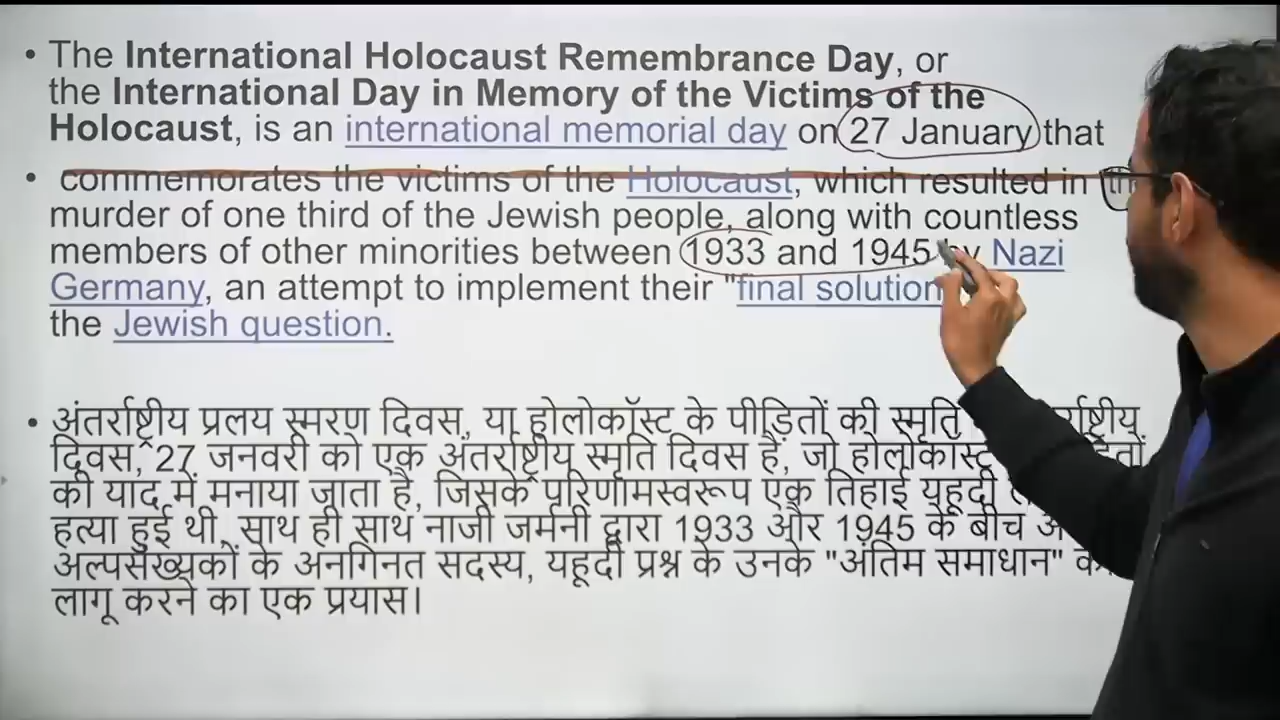 • The International Holocaust Remembrance Day, or
the International Day in Memory of the Victims of the
Holocaust, is an international memorial day on 27 January that
• commemorates the victims of the Holocaust, which resulted in
murder of one third of the Jewish people, along with countless
members of other minorities between 1933 and 1945 by Nazi
Germany, an attempt to implement their "final solution
the Jewish question.
• अंतर्राष्ट्रीय प्रलय स्मरण दिवस, या होलोकॉस्ट के पीड़ितों की स्मृति
दिवस, 27 जनवरी को एक अंतर्राष्ट्रीय स्मृति दिवस है, जो होलोकॉस्ट
की याद में मनाया जाता है, जिसके परिणामस्वरूप एक तिहाई यहूदी
हत्या हुई थी, साथ ही साथ नाजी जर्मनी द्वारा 1933 और 1945 के बीच
अल्पसंख्यकों के अनगिनत सदस्य, यहूदी प्रश्न के उनके "अंतिम समाधान"
लागू करने का एक प्रयास।